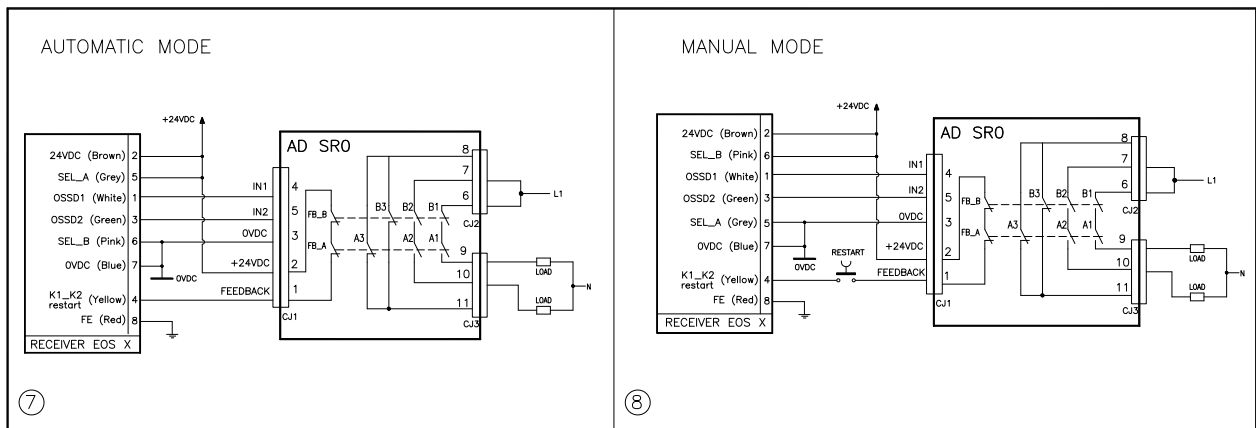 AUTOMATIC MODE
+24VDC
24VDC (Brown) 2
SEL_A (Grey) 5
OSSD1 (White) 1
OSSD2 (Green) 3
SEL_B (Pink) 6
0VDC (Blue) 7
K1_K2 restart (Yellow) 4
FE (Red) 8
RECEIVER EOS X
0VDC
IN1
IN2
0VDC
+24VDC
FEEDBACK
4
5
3
2
1
CJ1
AD SR0
FB_B
FB_A
B3
B2
B1
A3
A2
A1
8
7
6
CJ2
9
10
11
CJ3
L1
LOAD
LOAD
N
7
MANUAL MODE
+24VDC
24VDC (Brown) 2
SEL_B (Pink) 6
OSSD1 (White) 1
OSSD2 (Green) 3
SEL_A (Grey) 5
0VDC (Blue) 7
K1_K2 restart (Yellow) 4
FE (Red) 8
RECEIVER EOS X
0VDC
RESTART
IN1
IN2
0VDC
+24VDC
FEEDBACK
4
5
3
2
1
CJ1
AD SR0
FB_B
FB_A
B3
B2
B1
A3
A2
A1
8
7
6
CJ2
9
10
11
CJ3
L1
LOAD
LOAD
N
8